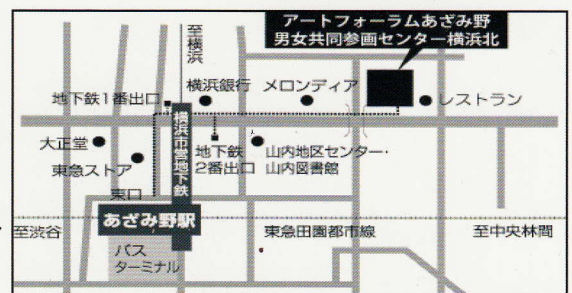 アートフォーラムあざみ野
男女共同参画センター横浜北
至横浜
横浜銀行
メロンディア
地下鉄1番出口
レストラン
横浜市営地下鉄
大正堂
東急ストア
地下鉄
2番出口
山内地区センター・
山内図書館
東口
あざみ野駅
至渋谷
東急田園都市線
至中央林間
バス
ターミナル